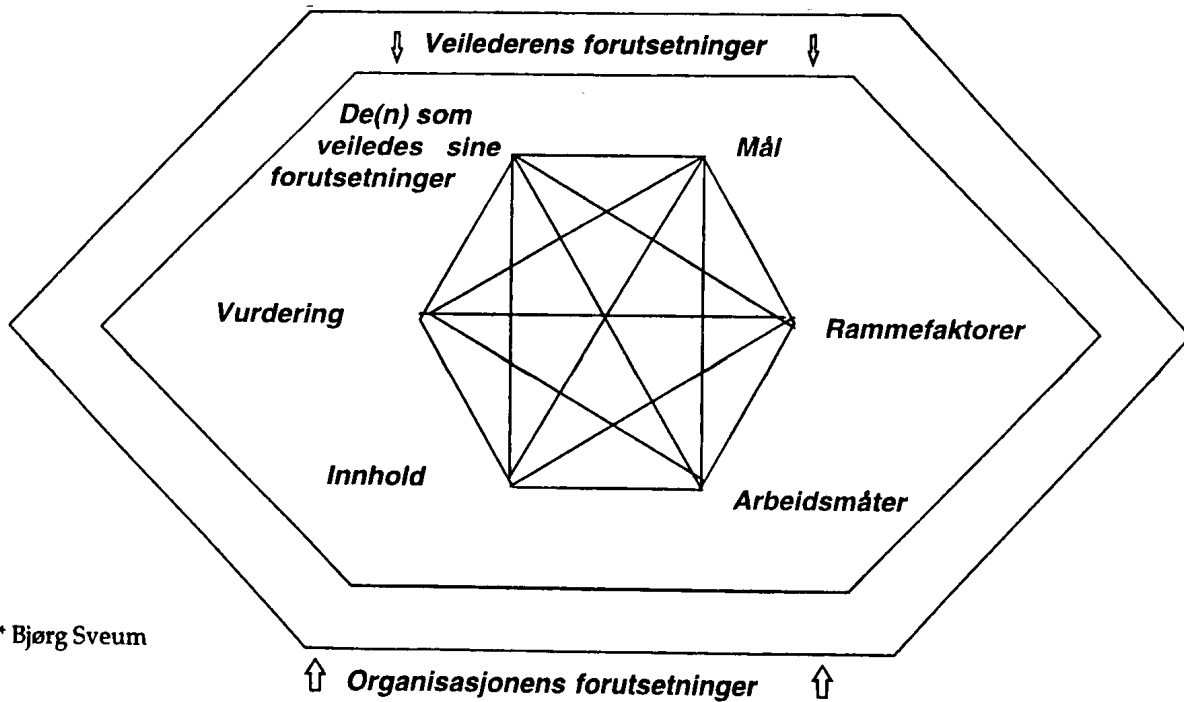 Veilederens forutsetninger
De(n) som
veiledes sine
forutsetninger
Mål
Vurdering
Rammefaktorer
Innhold
Arbeidsmåter
* Bjørg Sveum
Organisasjonens forutsetninger